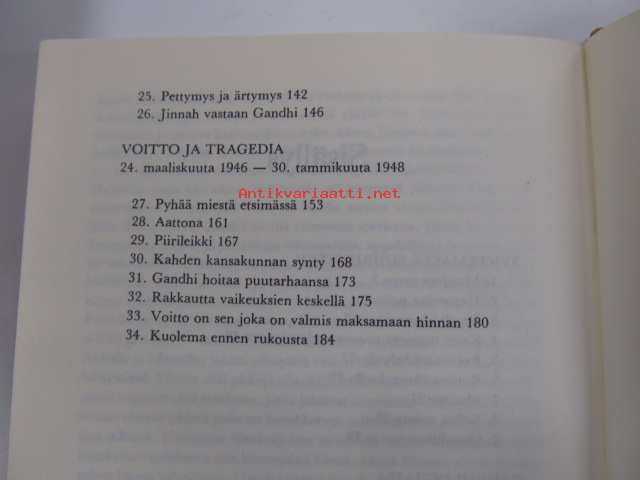 25. Pettymys ja ärtymys 142
26. Jinnah vastaan Gandhi 146
VOITTO JA TRAGEDIA
24. maaliskuuta 1946 — 30. tammikuuta 1948
Antikvariaatti.net
27. Pyhää miestä etsimässä 153
28. Aattona 161
29. Piirileikki 167
30. Kahden kansakunnan synty 168
31. Gandhi hoitaa puutarhaansa 173
32. Rakkautta vaikeuksien keskellä 175
33. Voitto on sen joka on valmis maksamaan hinnan 180
34. Kuolema ennen rukousta 184